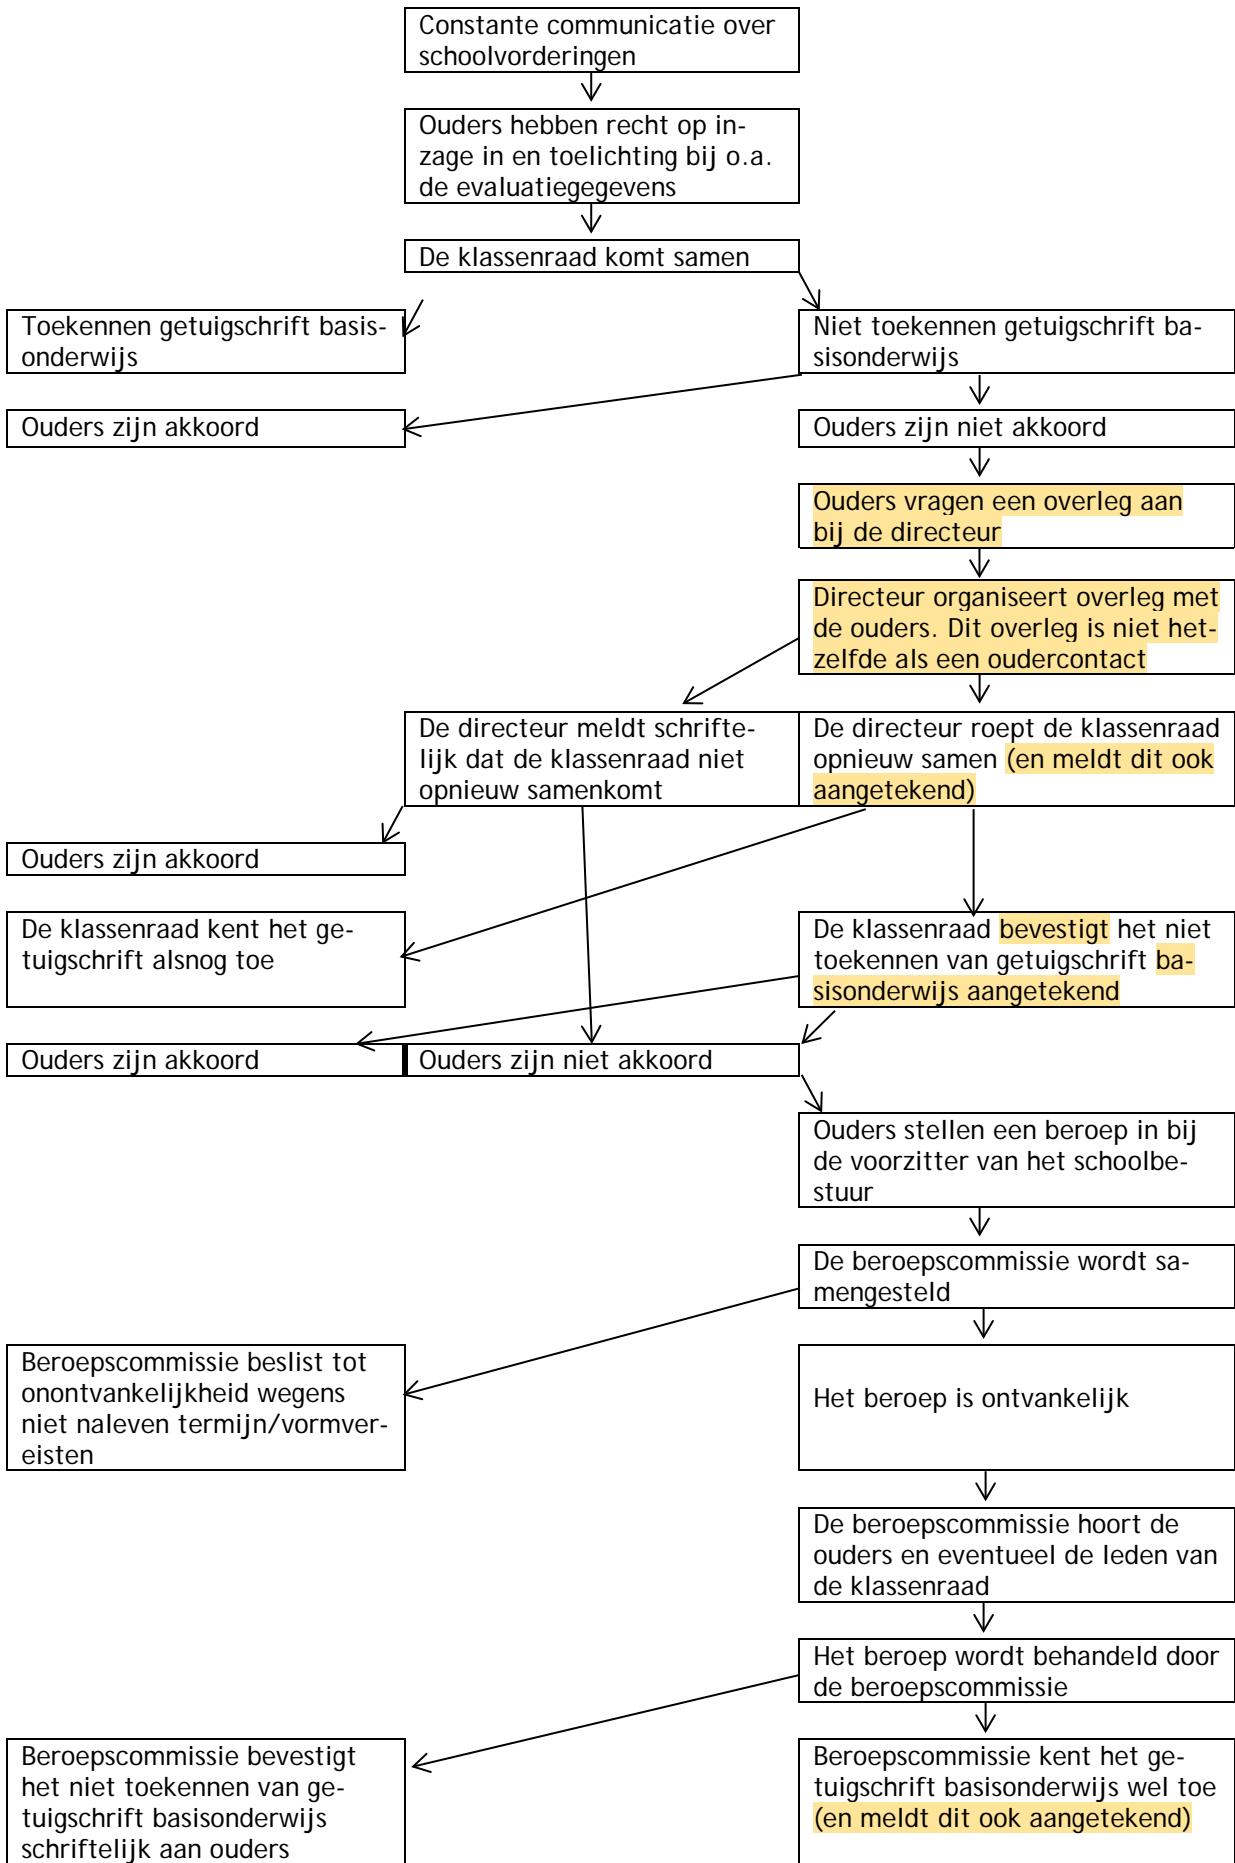 Constante communicatie over
schoolvorderingen
Ouders hebben recht op in-
zage in en toelichting bij o.a.
de evaluatiegegevens
De klassenraad komt samen
Toekennen getuigschrift basis-
onderwijs
Niet toekennen getuigschrift ba-
sisonderwijs
Ouders zijn akkoord
Ouders zijn niet akkoord
Ouders vragen een overleg aan
bij de directeur
Directeur organiseert overleg met
de ouders. Dit overleg is niet het-
zelfde als een oudercontact
De directeur meldt schrifte-
lijk dat de klassenraad niet
opnieuw samenkomt
De directeur roept de klassenraad
opnieuw samen (en meldt dit ook
aangetekend)
Ouders zijn akkoord
De klassenraad kent het ge-
tuigschrift alsnog toe
De klassenraad bevestigt het niet
toekennen van getuigschrift ba-
sisonderwijs aangetekend
Ouders zijn akkoord
Ouders zijn niet akkoord
Ouders stellen een beroep in bij
de voorzitter van het schoolbe-
stuur
De beroepscommissie wordt sa-
mengesteld
Beroepscommissie beslist tot
onontvankelijkheid wegens
niet naleven termijn/vormver-
eisten
Het beroep is ontvankelijk
De beroepscommissie hoort de
ouders en eventueel de leden van
de klassenraad
Het beroep wordt behandeld door
de beroepscommissie
Beroepscommissie bevestigt
het niet toekennen van ge-
tuigschrift basisonderwijs
schriftelijk aan ouders
Beroepscommissie kent het ge-
tuigschrift basisonderwijs wel toe
(en meldt dit ook aangetekend)